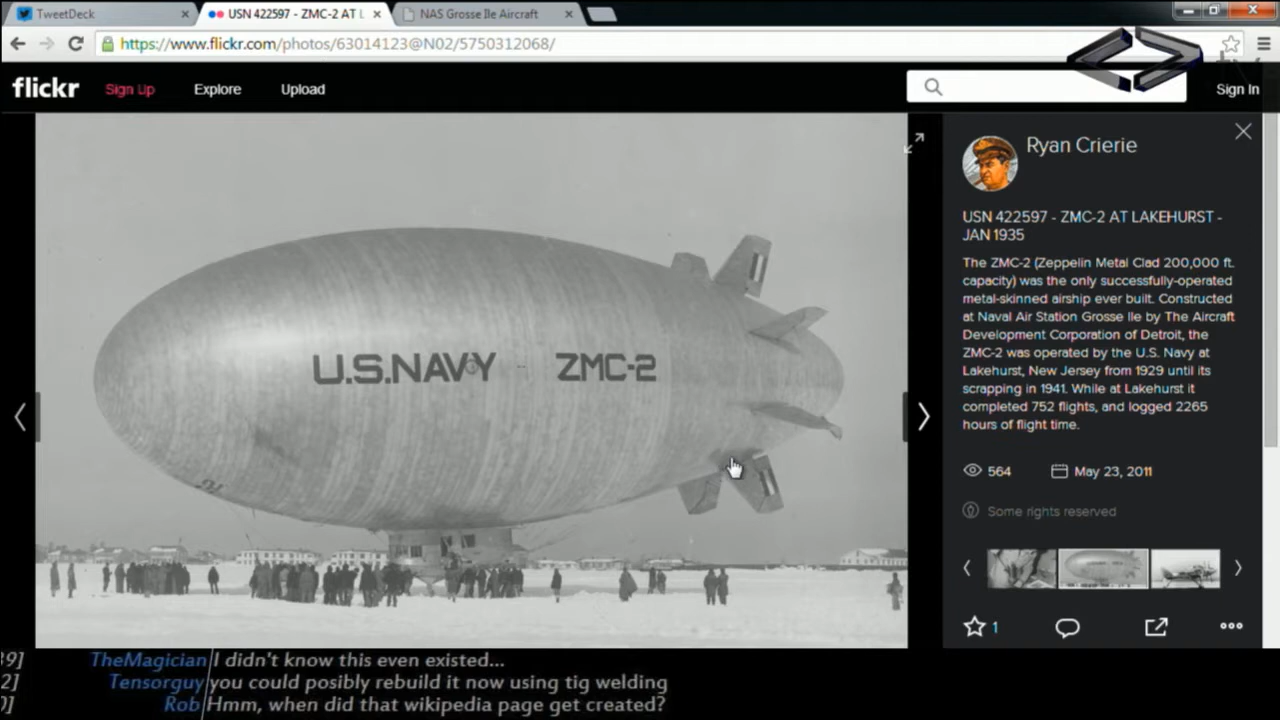 TweetDeck
USN 422597 - ZMC-2 AT L
NAS Grosse Ile Aircraft
https://www.flickr.com/photos/63014123@N02/5750312068/
flickr
Sign Up
Explore
Upload
Sign In
U.S.NAVY ZMC-2
Ryan Crierie
USN 422597 - ZMC-2 AT LAKEHURST -
JAN 1935
The ZMC-2 (Zeppelin Metal Clad 200,000 ft.
capacity) was the only successfully-operated
metal-skinned airship ever built. Constructed
at Naval Air Station Grosse Ile by The Aircraft
Development Corporation of Detroit, the
ZMC-2 was operated by the U.S. Navy at
Lakehurst, New Jersey from 1929 until its
scrapping in 1941. While at Lakehurst it
completed 752 flights, and logged 2265
hours of flight time.
564
May 23, 2011
Some rights reserved
1
39] TheMagician I didn't know this even existed...
2] Tensorguy you could posibly rebuild it now using tig welding
0] Rob Hmm, when did that wikipedia page get created?